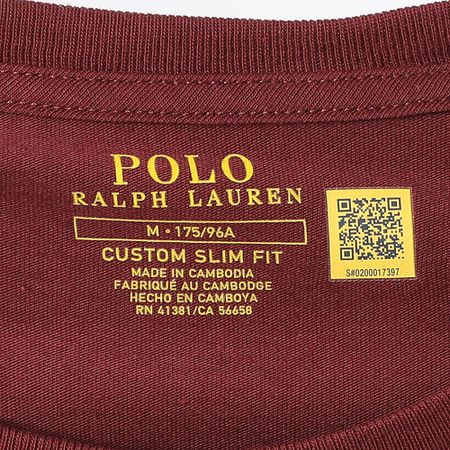 POLO
RALPH LAUREN
M • 175/96A
CUSTOM SLIM FIT
MADE IN CAMBODIA
FABRIQUÉ AU CAMBODGE
HECHO EN CAMBOYA
RN 41381/CA 56658
S#0200017397